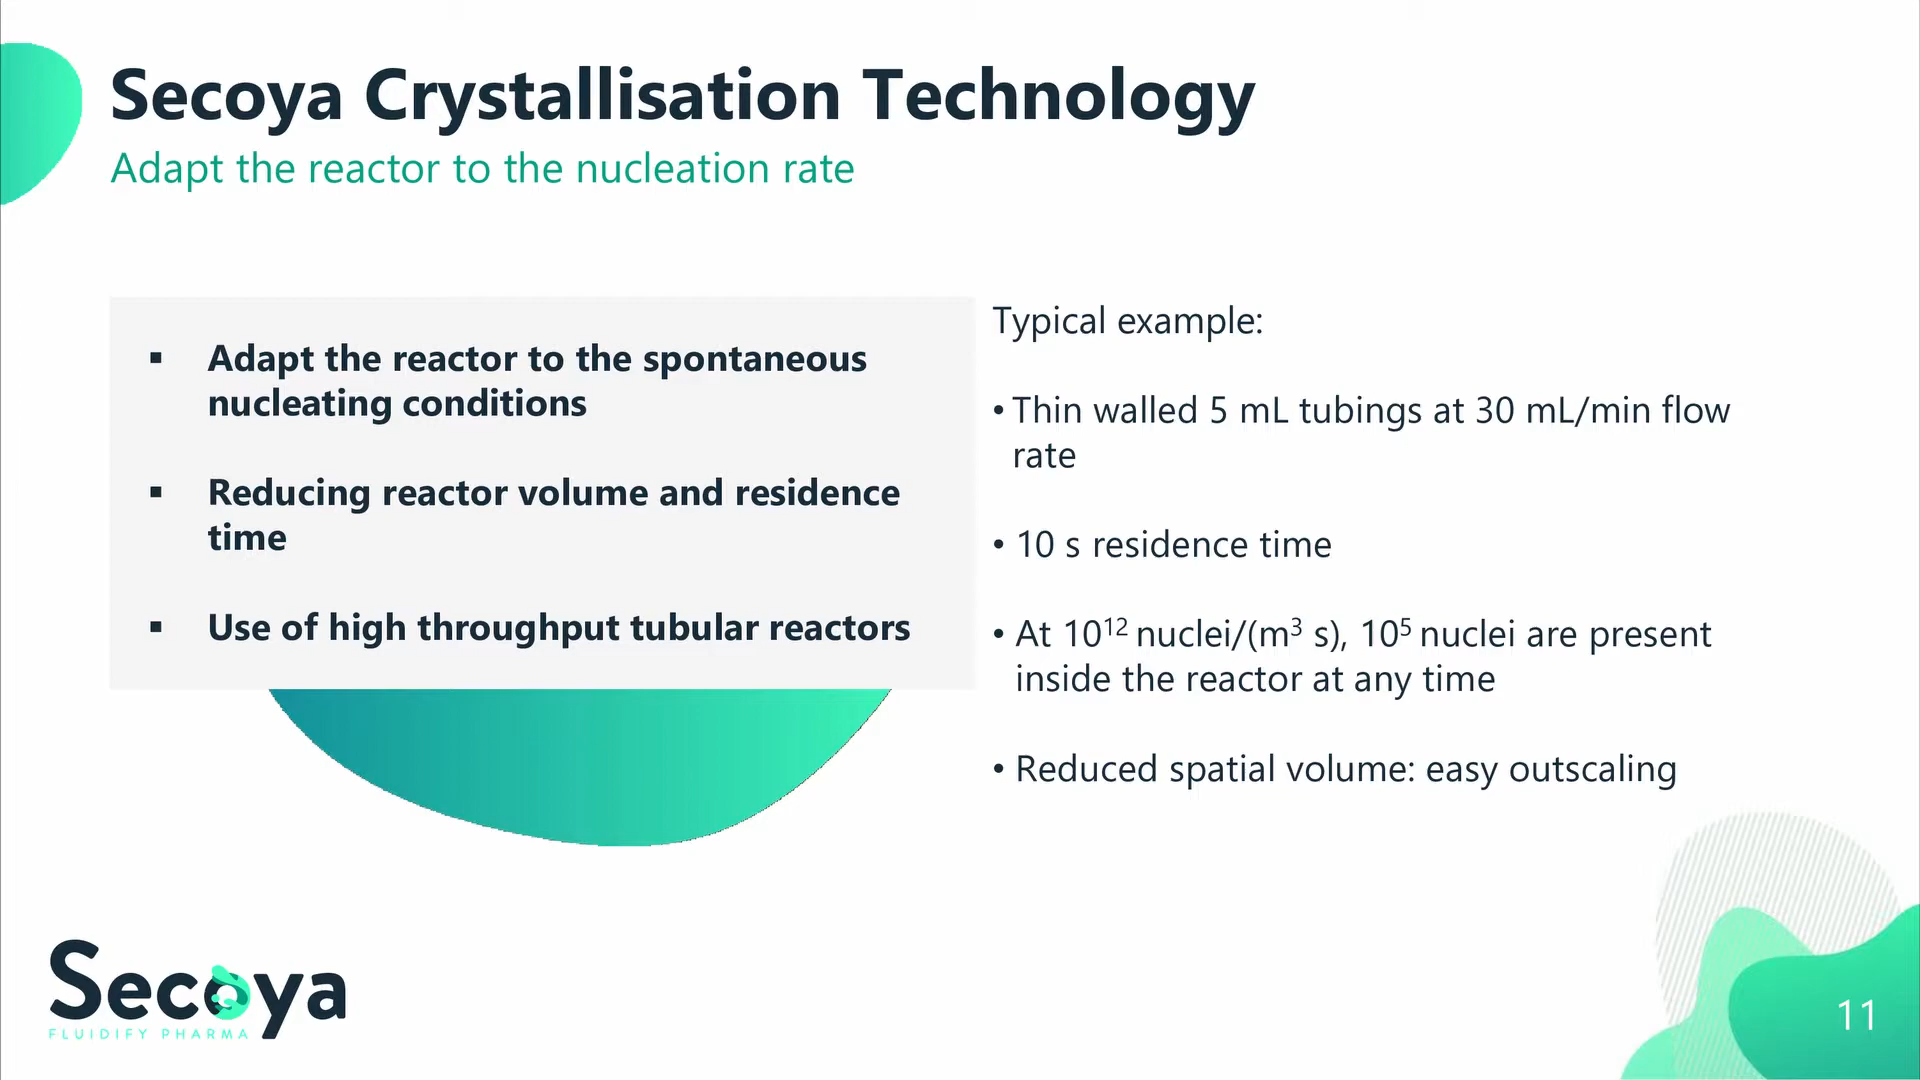 Secoya Crystallisation Technology
Adapt the reactor to the nucleation rate
▪ Adapt the reactor to the spontaneous
nucleating conditions
▪ Reducing reactor volume and residence
time
▪ Use of high throughput tubular reactors
Typical example:
• Thin walled 5 mL tubings at 30 mL/min flow
rate
• 10 s residence time
• At 10¹² nuclei/(m³ s), 10⁵ nuclei are present
inside the reactor at any time
• Reduced spatial volume: easy outscaling
Secoya
FLUIDIFY PHARMA
11